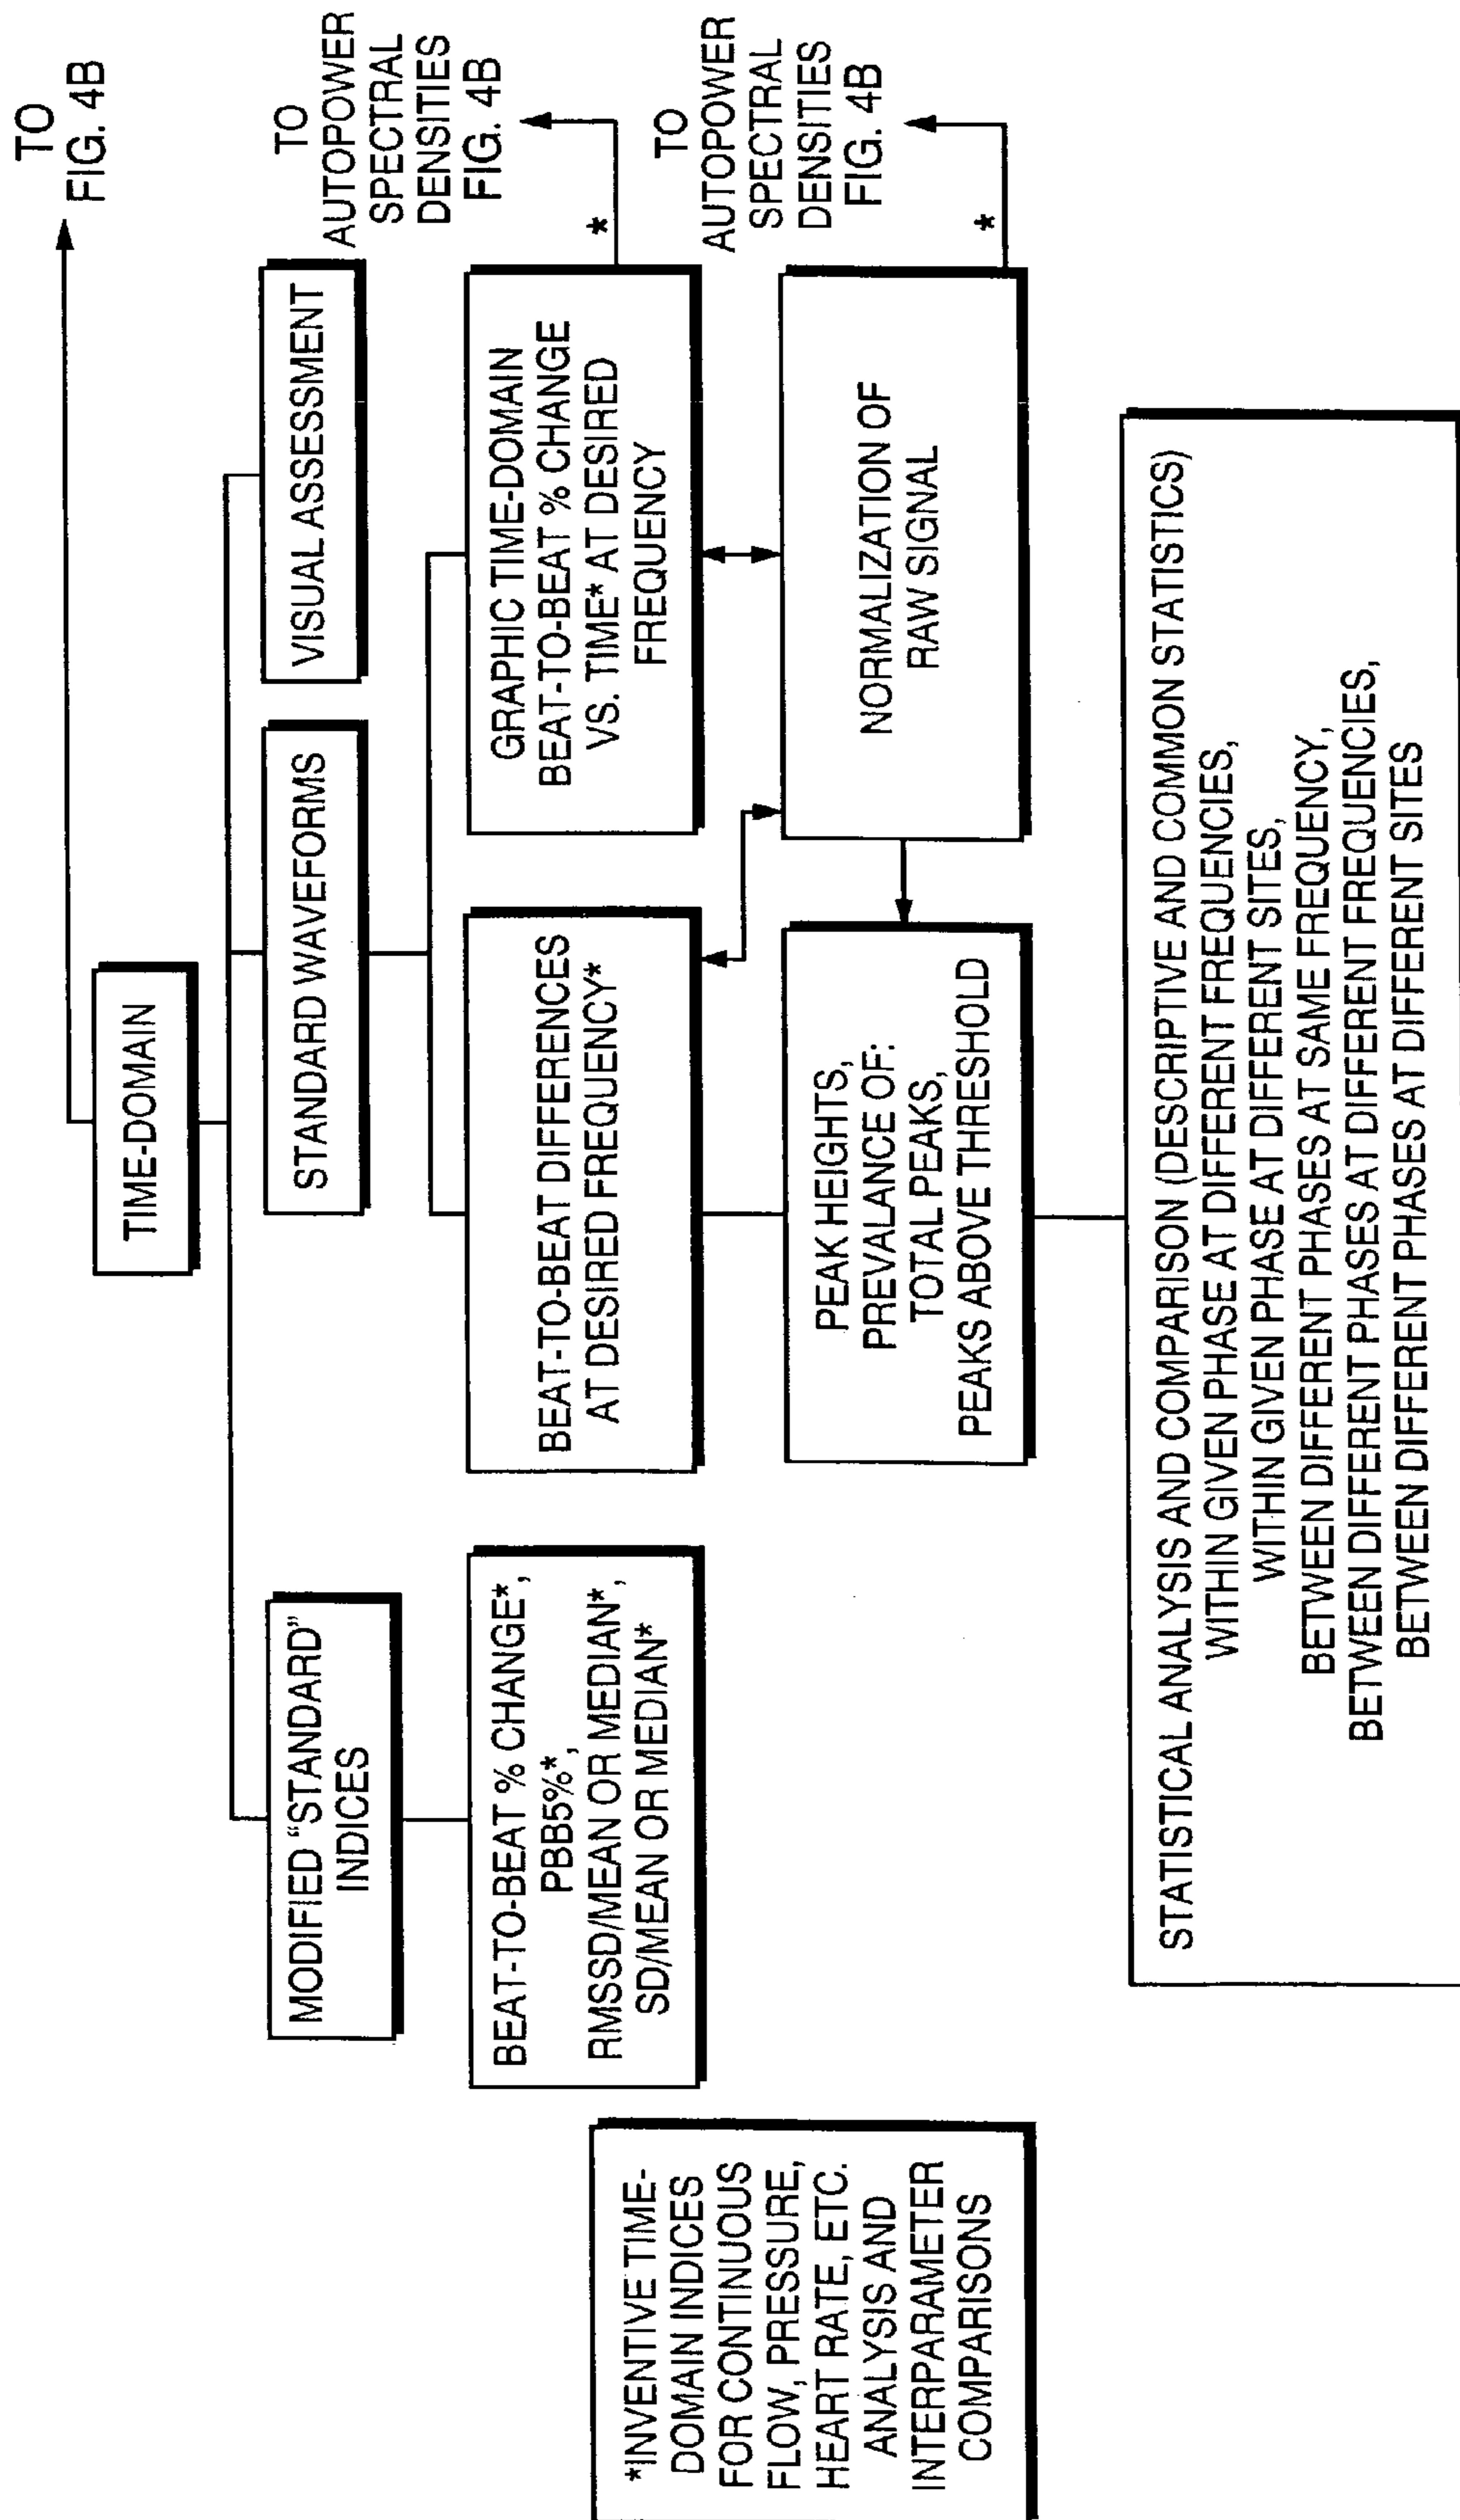 TO
FIG. 4B
TIME-DOMAIN
MODIFIED "STANDARD"
INDICES
STANDARD WAVEFORMS
VISUAL ASSESSMENT
TO
AUTOPOWER
SPECTRAL
DENSITIES
FIG. 4B
BEAT-TO-BEAT % CHANGE*,
PBB5%*,
RMSSD/MEAN OR MEDIAN*,
SD/MEAN OR MEDIAN*
BEAT-TO-BEAT DIFFERENCES
AT DESIRED FREQUENCY*
GRAPHIC TIME-DOMAIN
BEAT-TO-BEAT % CHANGE
VS. TIME* AT DESIRED
FREQUENCY
*
TO
AUTOPOWER
SPECTRAL
DENSITIES
FIG. 4B
*INVENTIVE TIME-
DOMAIN INDICES
FOR CONTINUOUS
FLOW, PRESSURE,
HEART RATE, ETC.
ANALYSIS AND
INTERPARAMETER
COMPARISONS
PEAK HEIGHTS,
PREVALANCE OF:
TOTAL PEAKS,
PEAKS ABOVE THRESHOLD
NORMALIZATION OF
RAW SIGNAL
*
STATISTICAL ANALYSIS AND COMPARISON (DESCRIPTIVE AND COMMON STATISTICS)
WITHIN GIVEN PHASE AT DIFFERENT FREQUENCIES,
WITHIN GIVEN PHASE AT DIFFERENT SITES,
BETWEEN DIFFERENT PHASES AT SAME FREQUENCY,
BETWEEN DIFFERENT PHASES AT DIFFERENT FREQUENCIES,
BETWEEN DIFFERENT PHASES AT DIFFERENT SITES